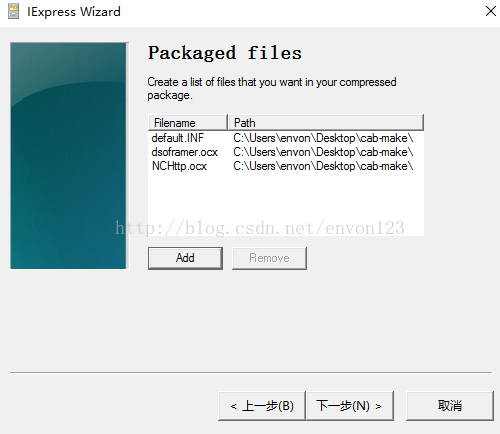 IExpress Wizard
Packaged files
Create a list of files that you want in your compressed
package.
Filename Path
default.INF C:\Users\envon\Desktop\cab-make\
dsoframer.ocx C:\Users\envon\Desktop\cab-make\
NCHttp.ocx C:\Users\envon\Desktop\cab-make\
http://blog.csdn.net/envon123
Add Remove
< 上一步(B) 下一步(N) > 取消